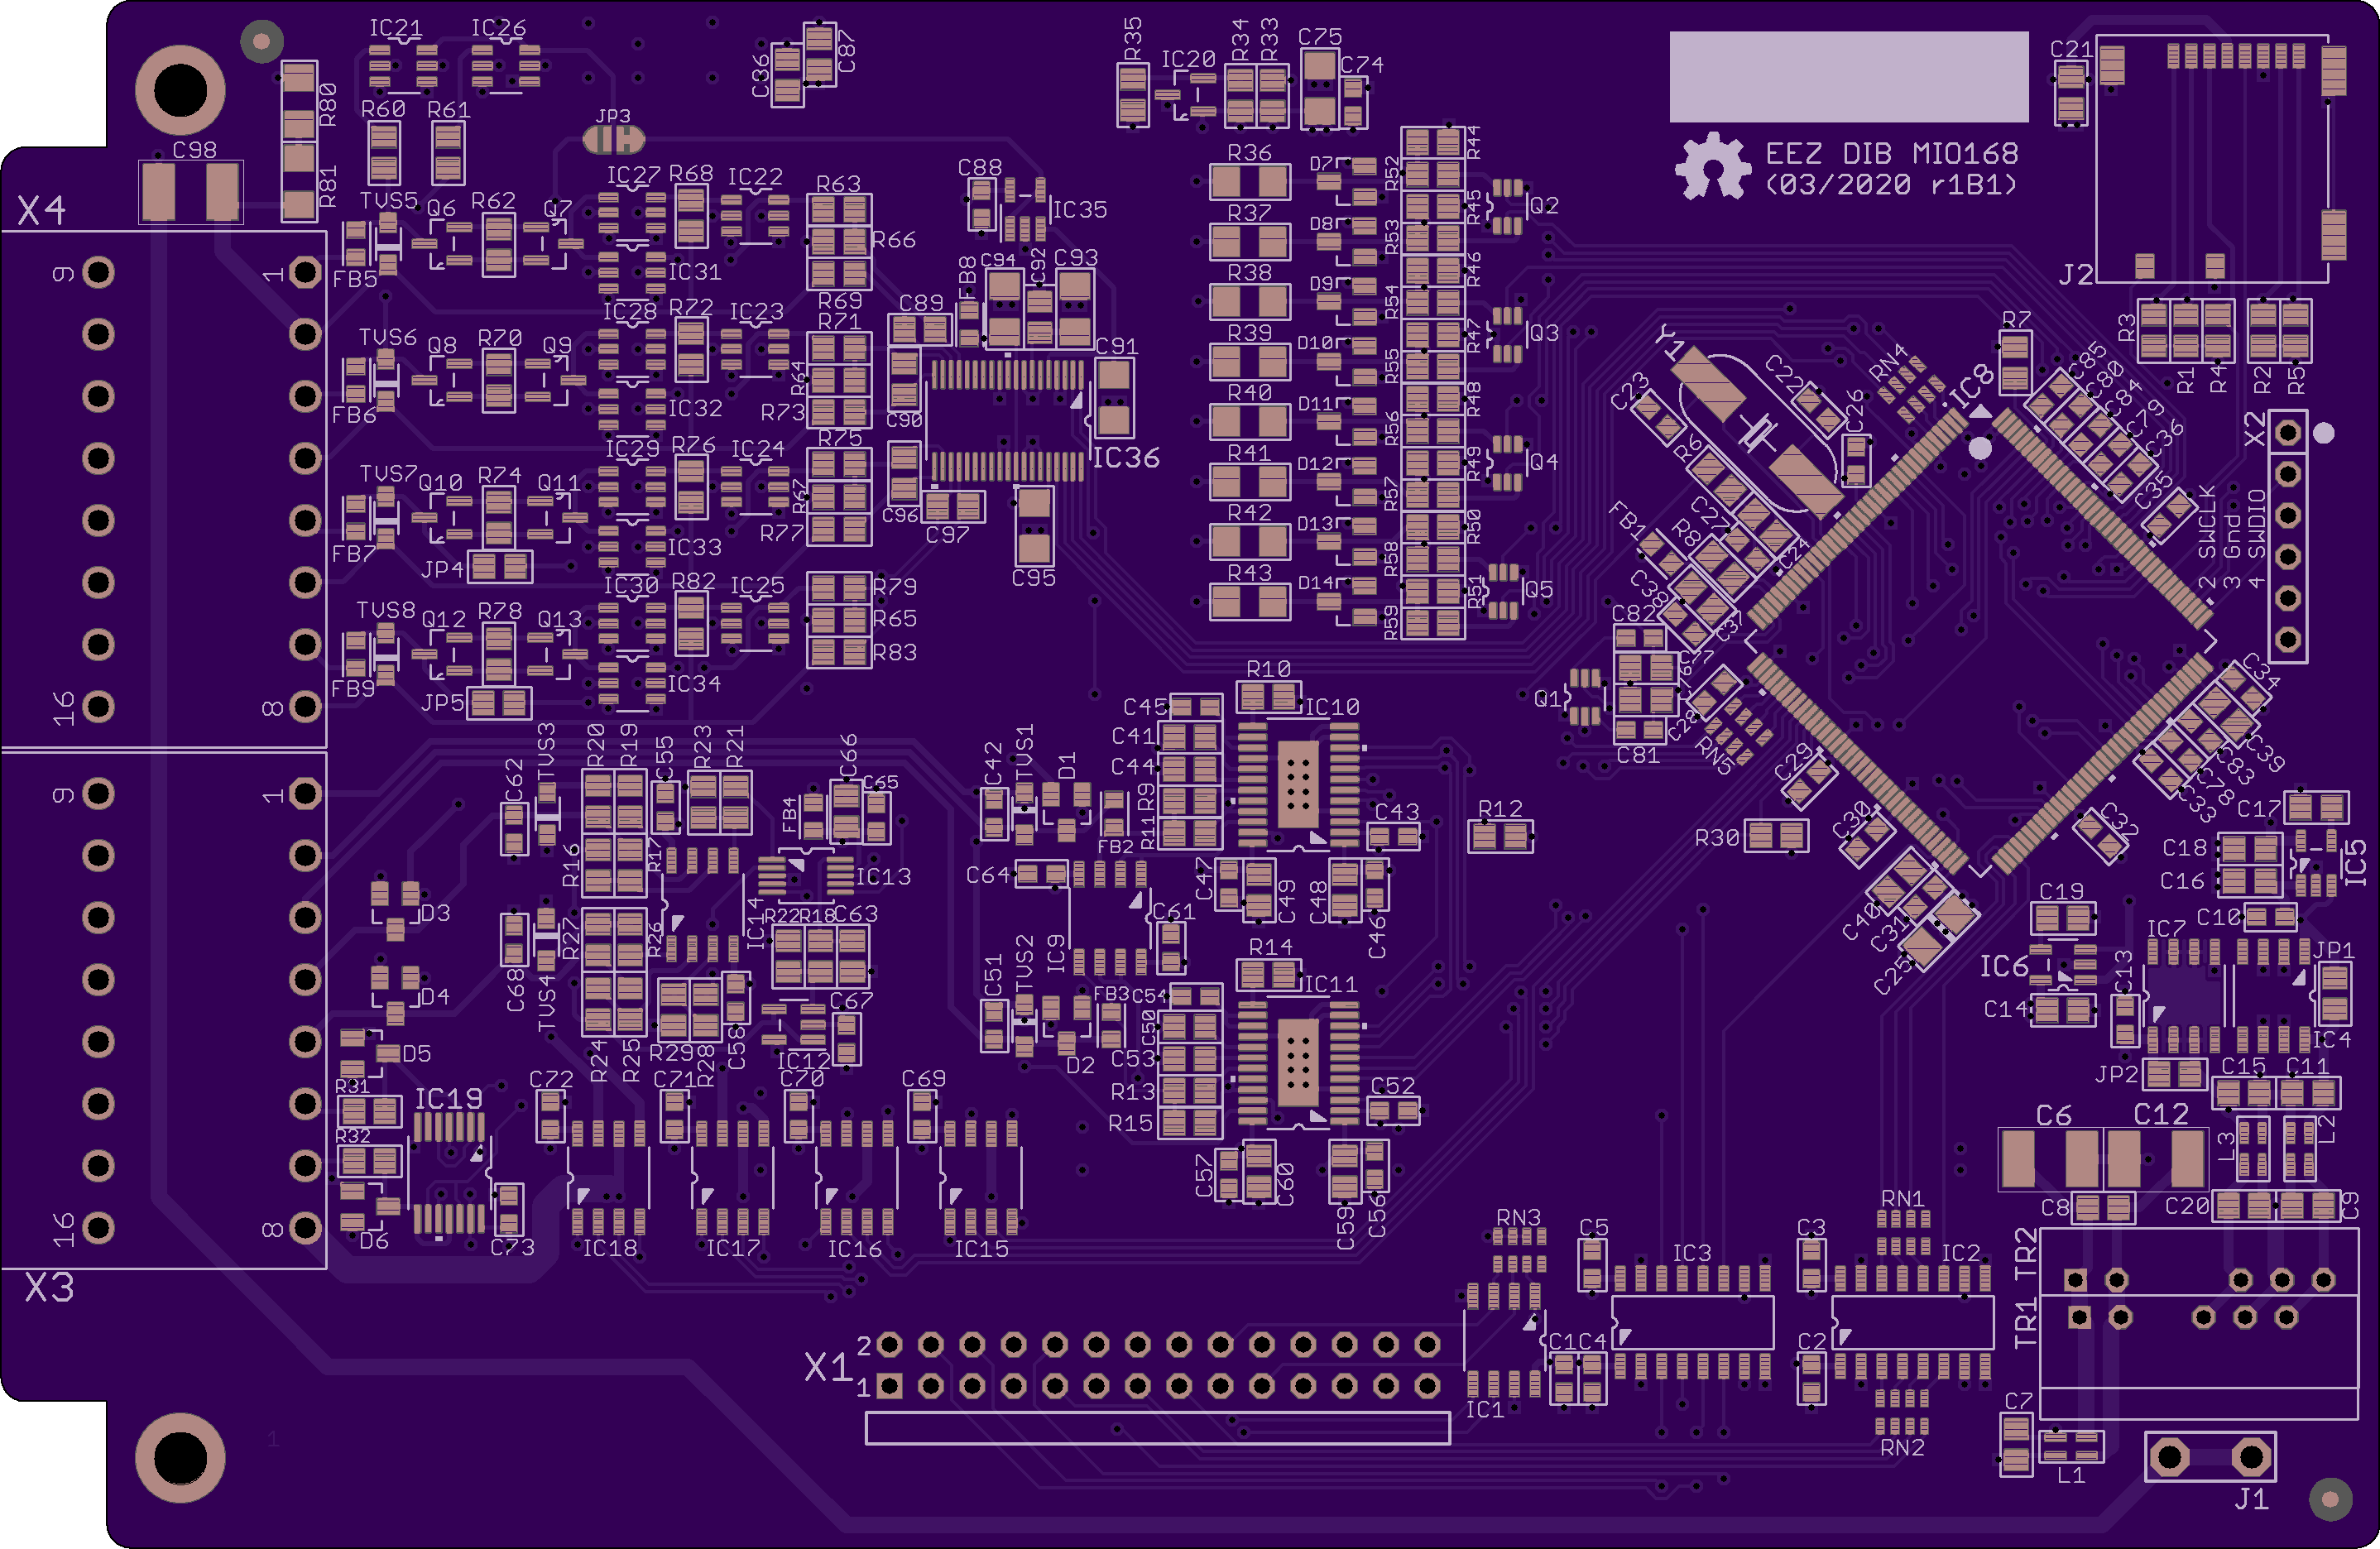 IC21 IC26
R80
R81
R60 R61
C98
JP3
C86 C87
R35 IC20 R34 R33 C75 C74
C21
EEZ DIB MIO168
(03/2020 r1B1)
J2
X4
9 1
16 8
TVS5 Q6 R62 Q7 IC27 R68 IC22 R63
FB5 IC31 R66
R69
C88 IC35
TVS6 Q8 R70 Q9 IC28 R72 IC23 R71
FB6 IC32 R64 R73
C89 FB8 C94 C92 C93
C91
C90
IC36
TVS7 Q10 R74 Q11 IC29 R76 IC24 R75
FB7 IC33 R67 R77
JP4
C96 C97 C95
TVS8 Q12 R78 Q13 IC30 R82 IC25 R79
R65
FB9 IC34 R83
JP5
R36 D7 R52 R44
R37 D8 R53 R45 Q2
R38 D9 R54 R46
R39 D10 R55 R47 Q3
R40 D11 R56 R48
R41 D12 R57 R49 Q4
R42 D13 R58 R50
R43 D14 R59 R51 Q5
Y1 C22 C26 RN4 IC8 R7
C23 R6 C27 C24
FB1 R8 C38 C37
C85 C80 C84 C79 C36 C35
R3 R1 R4 R2 R5
X2
2 SWCLK
3 Gnd
4 SWDIO
C82 C77 C76 C81
Q1
C28 RN5 C29
R30 C30
C40 C31 C25
C34 C39 C83 C78 C33
C32
C17
C18 IC5
C16
C19 C10
IC6 IC7 JP1
C13
C14 IC4
JP2 C15 C11
C6 C12 L3 L2
C8 C20 C9
TR2
TR1
C7
L1
J1
X3
9 1
16 8
D3
D4
D5
R31
R32
D6
IC19
C73
C62 TVS3 R20 R19 C55 R23 R21
R16 R17
FB4 C66 C65
IC13
C68 TVS4 R27 R26 IC14
R22 R18 C63
R24 R25 R29 R28 C58
IC12 C67
C72 C71 C70 C69
IC18 IC17 IC16 IC15
C42 TVS1 D1 FB2
C64
C51 TVS2 IC9 C61
D2 FB3
R10
C45 IC10
C41
C44
R9
R11
C43 R12
C47 C49 C48 C46
R14
C54 IC11
C50
C53
R13
R15
C52
C57 C60 C59 C56
RN3 C5 IC3 C3 RN1 IC2
IC1 C1 C4 C2 RN2
X1
2
1
1